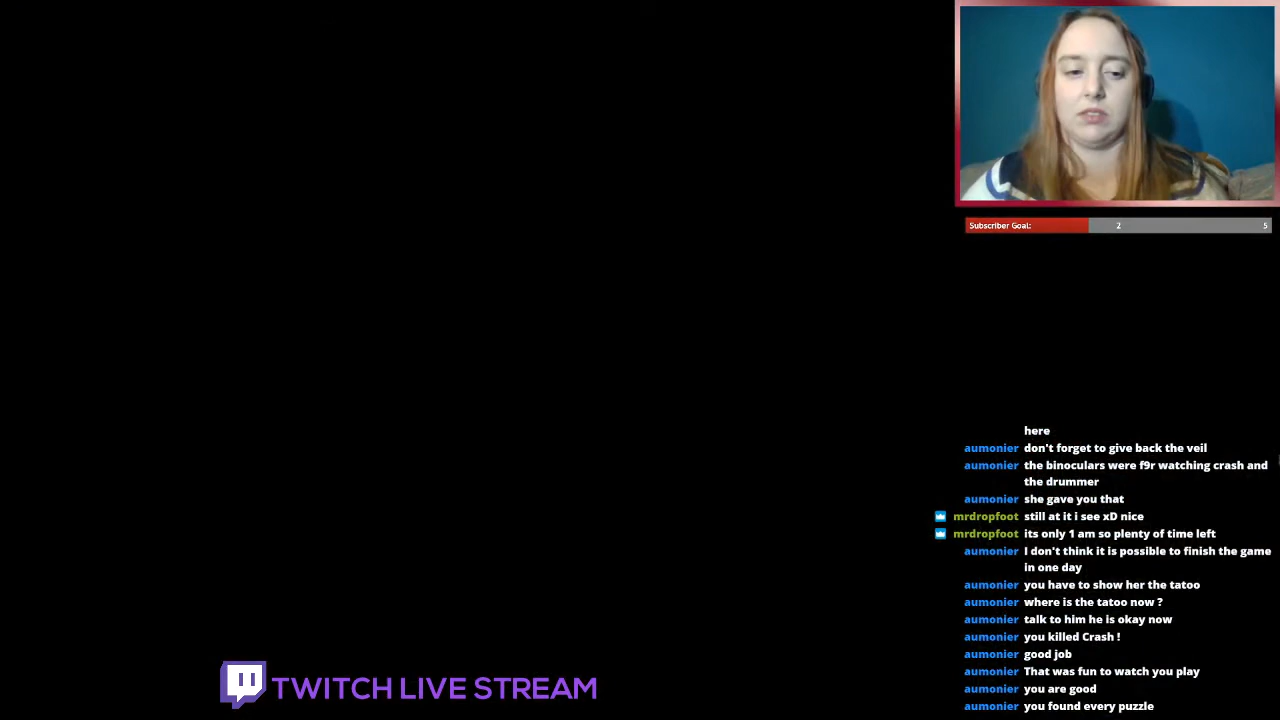 Subscriber Goal: 2 5
here
aumonier don't forget to give back the veil
aumonier the binoculars were f9r watching crash and
the drummer
aumonier she gave you that
mrdropfoot still at it i see xD nice
mrdropfoot its only 1 am so plenty of time left
aumonier I don't think it is possible to finish the game
in one day
aumonier you have to show her the tatoo
aumonier where is the tatoo now ?
aumonier talk to him he is okay now
aumonier you killed Crash !
aumonier good job
aumonier That was fun to watch you play
aumonier you are good
aumonier you found every puzzle
TWITCH LIVE STREAM